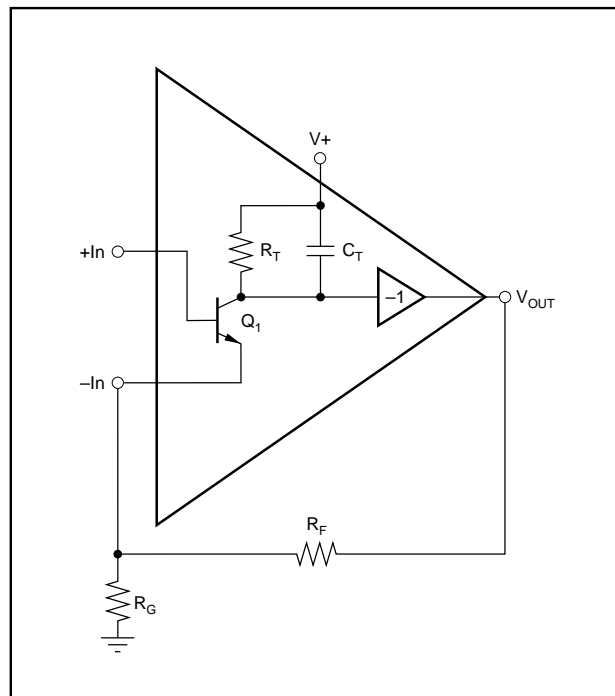 V+
+In
R_T
C_T
–1
V_OUT
Q_1
–In
R_F
R_G